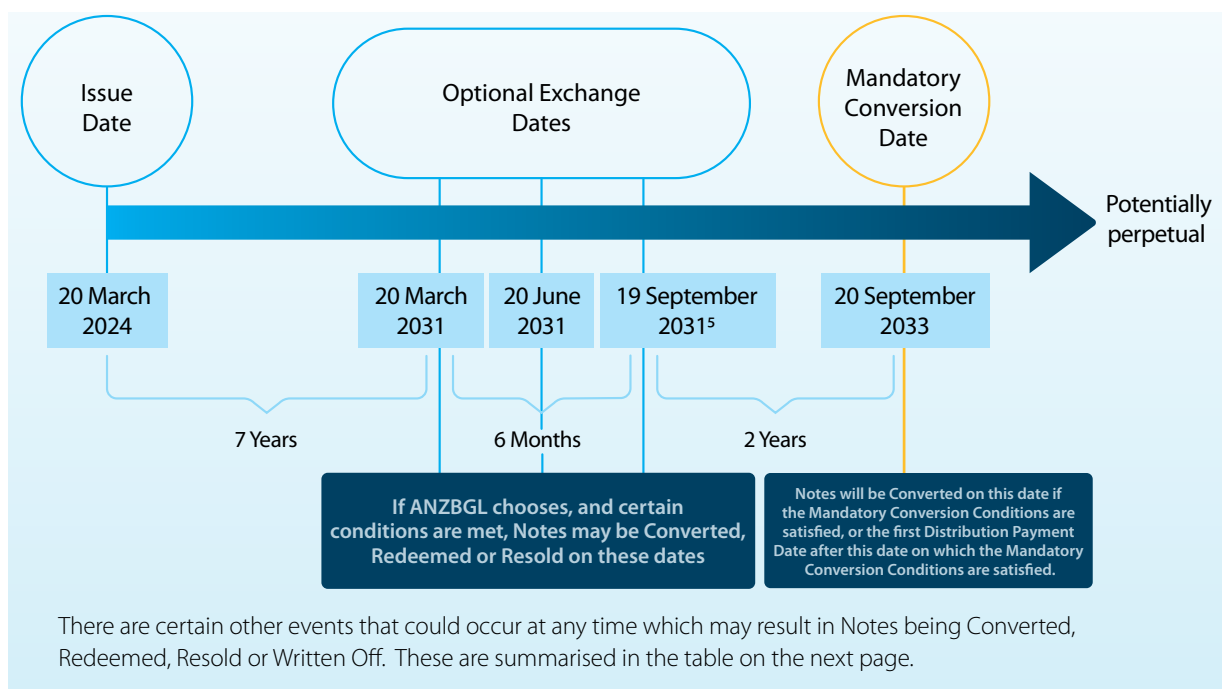 Issue
Date
Optional Exchange
Dates
Mandatory
Conversion
Date
Potentially
perpetual
20 March
2024
20 March
2031
20 June
2031
19 September
2031⁵
20 September
2033
7 Years
6 Months
2 Years
If ANZBGL chooses, and certain
conditions are met, Notes may be Converted,
Redeemed or Resold on these dates
Notes will be Converted on this date if
the Mandatory Conversion Conditions are
satisfied, or the first Distribution Payment
Date after this date on which the Mandatory
Conversion Conditions are satisfied.
There are certain other events that could occur at any time which may result in Notes being Converted,
Redeemed, Resold or Written Off. These are summarised in the table on the next page.